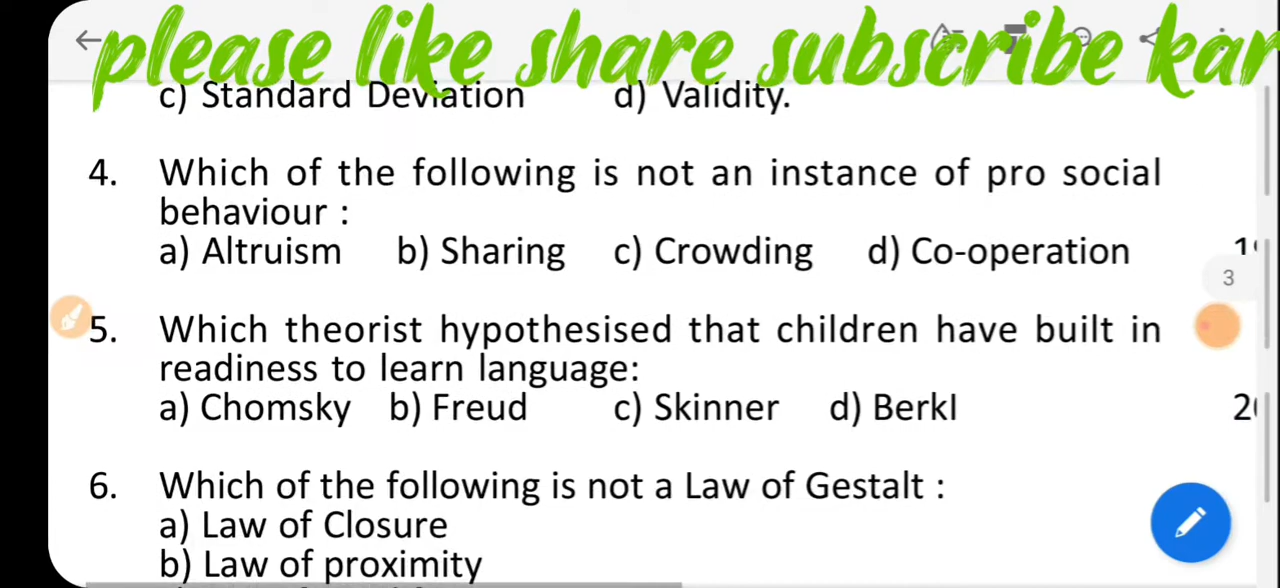 please like share subscribe kar
c) Standard Deviation d) Validity.
4. Which of the following is not an instance of pro social
behaviour :
a) Altruism b) Sharing c) Crowding d) Co-operation
3
5. Which theorist hypothesised that children have built in
readiness to learn language:
a) Chomsky b) Freud c) Skinner d) Berkl
6. Which of the following is not a Law of Gestalt :
a) Law of Closure
b) Law of proximity